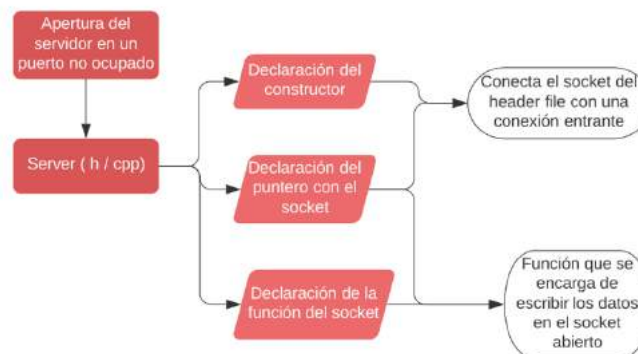 Apertura del
servidor en un
puerto no ocupado
Server ( h / cpp)
Declaración del
constructor
Declaración del
puntero con el
socket
Declaración de la
función del socket
Conecta el socket del
header file con una
conexión entrante
Función que se
encarga de
escribir los datos
en el socket
abierto